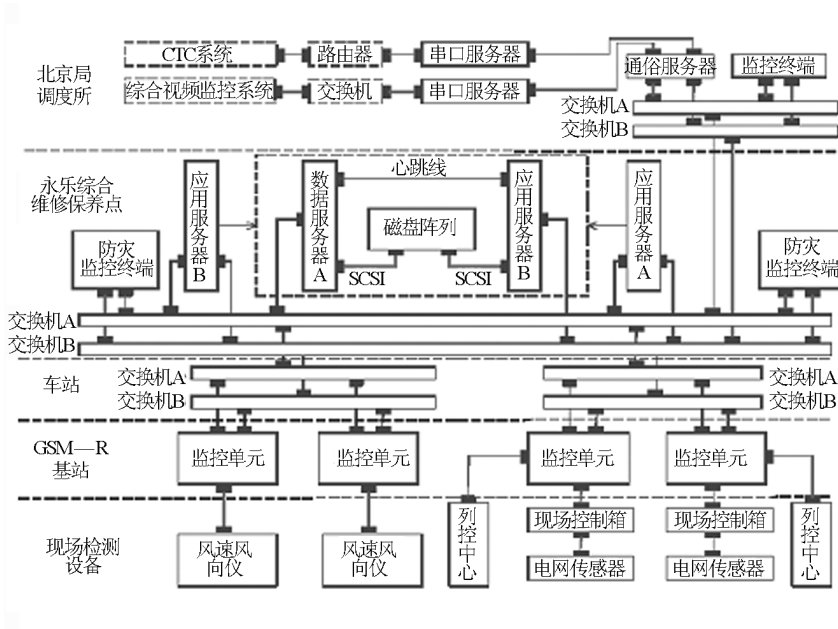 CTC系统
路由器
串口服务器
北京局
调度所
综合视频监控系统
交换机
串口服务器
通俗服务器
监控终端
交换机A
交换机B
永乐综合
维修保养点
应用服务器B
数据服务器A
心跳线
磁盘阵列
SCSI
SCSI
应用服务器B
应用服务器A
防灾
监控终端
防灾
监控终端
交换机A
交换机B
车站
交换机A
交换机B
交换机A
交换机B
GSM—R
基站
监控单元
监控单元
监控单元
监控单元
现场检测
设备
风速风
向仪
风速风
向仪
列控中心
现场控制箱
电网传感器
现场控制箱
电网传感器
列控中心